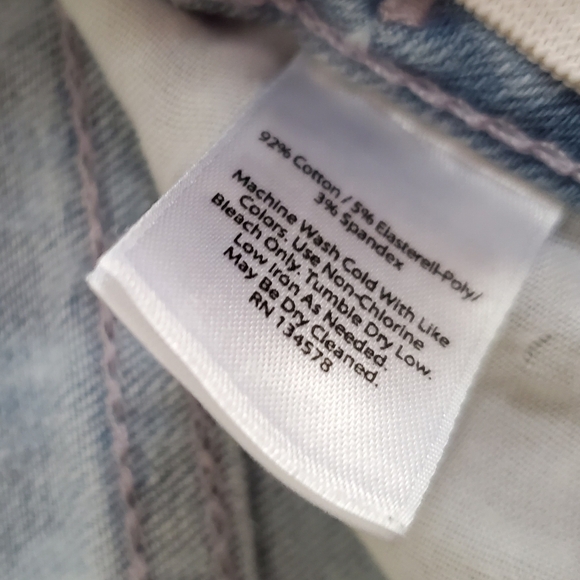 92% Cotton / 5% Elasterell-Poly/
3% Spandex
Machine Wash Cold With Like
Colors. Use Non-Chlorine
Bleach Only. Tumble Dry Low.
Low Iron As Needed.
May Be Dry Cleaned.
RN 134578